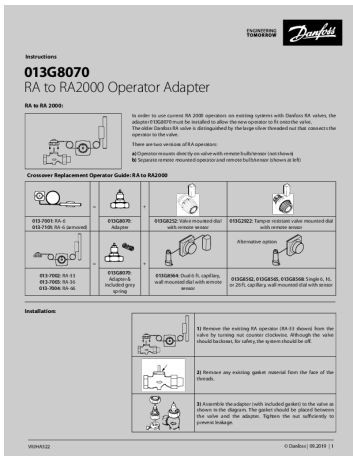 ENGINEERING
TOMORROW
Danfoss
Instructions
013G8070
RA to RA2000 Operator Adapter
RA to RA 2000:
In order to use current RA 2000 operators on existing systems with Danfoss RA valves, the
adapter 013G8070 must be installed to allow the new operator to fit onto the valve.
The older Danfoss RA valve is distinguished by the large silver threaded nut that connects the
operator to the valve.
There are two versions of RA operators:
a) Operator mounts directly on valve with remote bulb/sensor (not shown)
b) Separate remote mounted operator and remote bulb/sensor (shown at left)
Crossover Replacement Operator Guide: RA to RA2000
013-7001: RA-6
013-7101: RA-6 (armored)
=
013G8070:
Adapter
+
013G8252: Valve mounted dial
with remote sensor
013G2922: Tamper resistant valve mounted dial
with remote sensor
013-7002: RA-33
013-7003: RA-36
013-7004: RA-66
=
013G8070:
Adapter &
included grey
spring
+
013G8564: Dual 6 ft. capillary,
wall mounted dial with remote
sensor
Alternative option
013G8562, 013G8565, 013G8568: Single 6, 16,
or 26 ft. capillary, wall mounted dial with sensor
Installation:
1) Remove the existing RA operator (RA-33 shown) from the
valve by turning nut counter clockwise. Although the valve
should backseat, for safety, the system should be off.
2) Remove any existing gasket material from the face of the
threads.
3) Assemble the adapter (with included gasket) to the valve as
shown in the diagram. The gasket should be placed between
the valve and the adapter. Tighten the nut sufficiently to
prevent leakage.
VIIHA522
© Danfoss | 09.2019 | 1